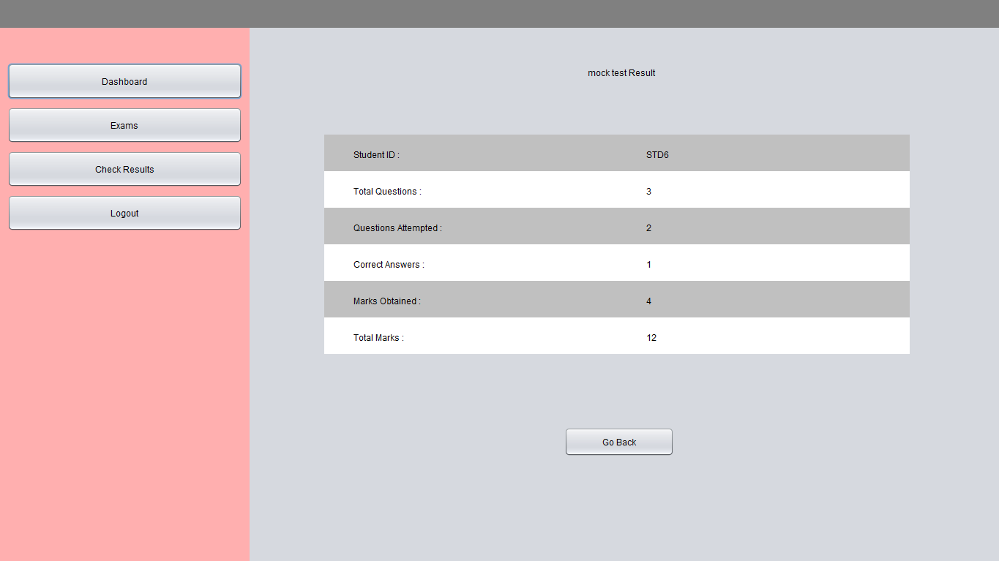 Dashboard
Exams
Check Results
Logout
mock test Result
Student ID : STD6
Total Questions : 3
Questions Attempted : 2
Correct Answers : 1
Marks Obtained : 4
Total Marks : 12
Go Back